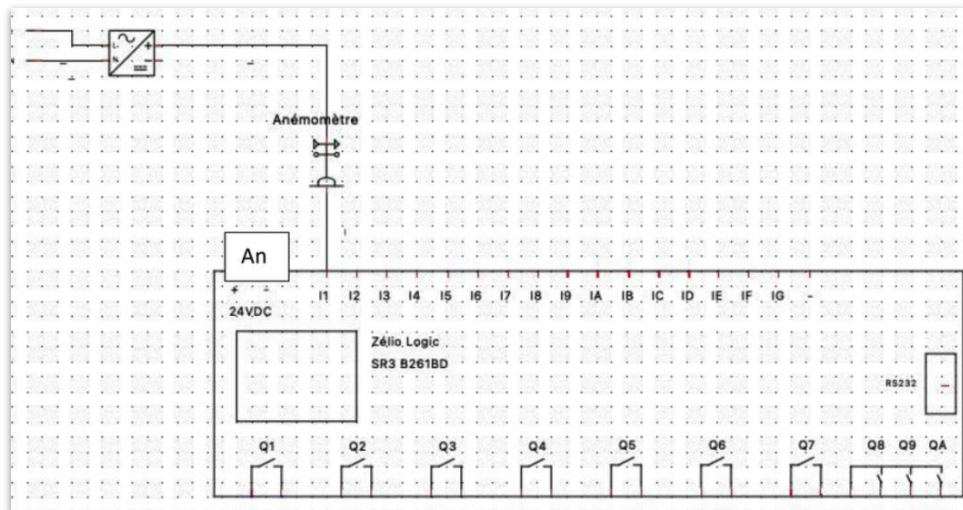 L +
N -
Anémomètre
An
+ -
I1 I2 I3 I4 I5 I6 I7 I8 I9 IA IB IC ID IE IF IG -
24VDC
Zélio Logic
SR3 B261BD
RS232
Q1 Q2 Q3 Q4 Q5 Q6 Q7 Q8 Q9 QA